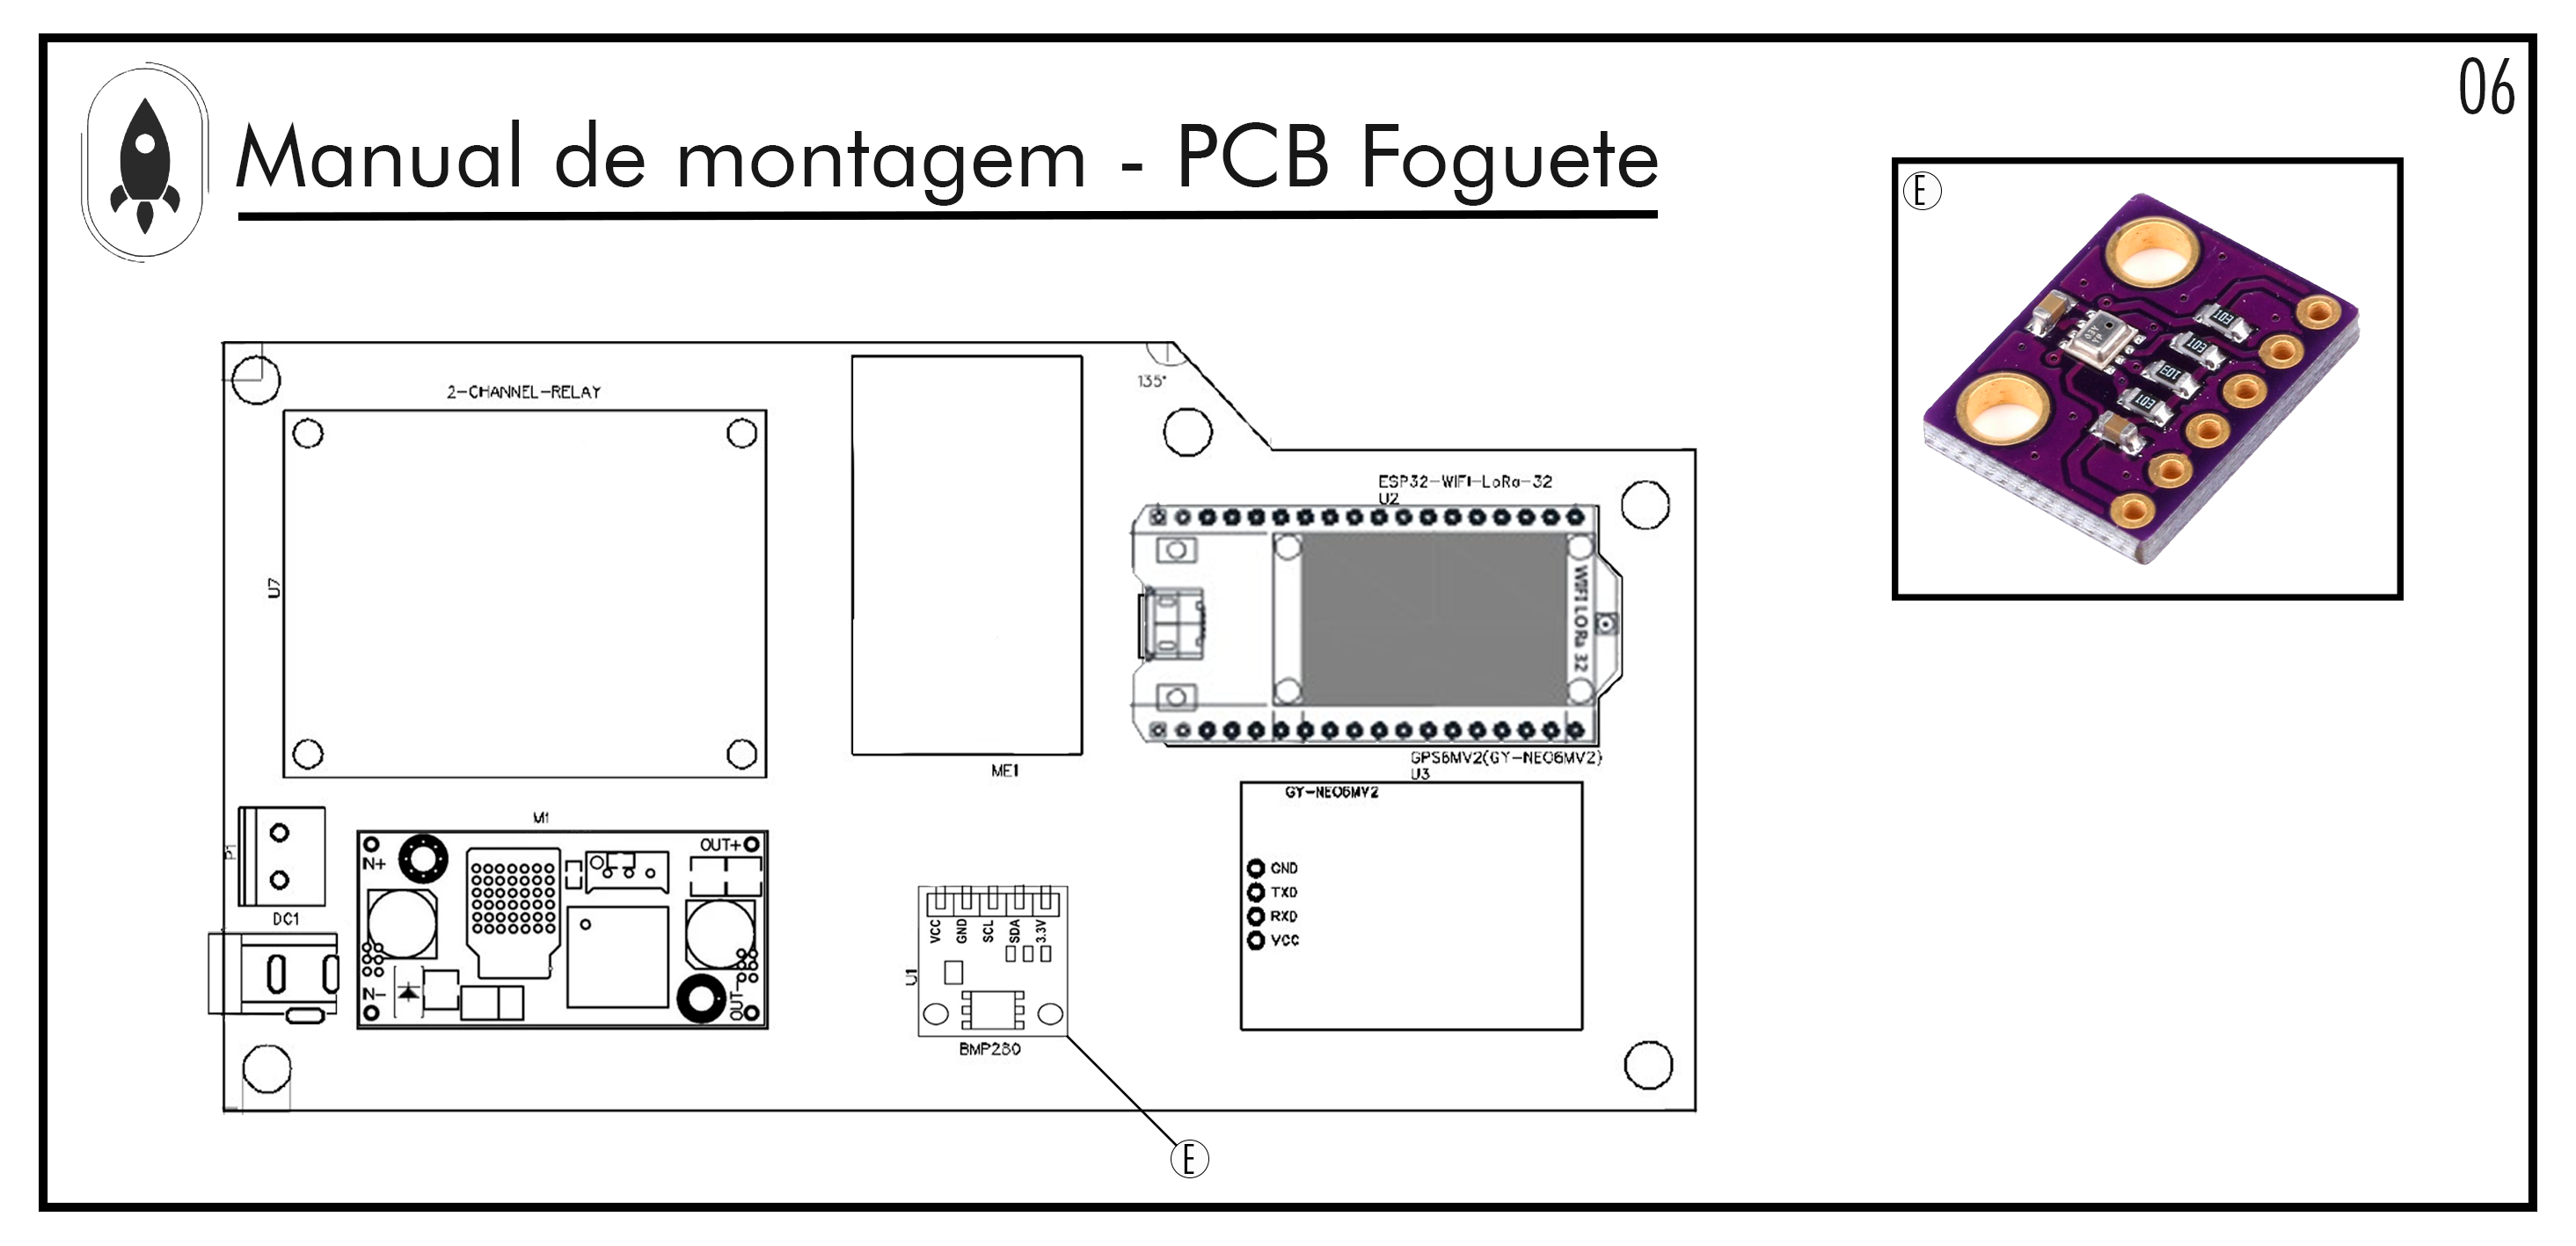 06
Manual de montagem - PCB Foguete
E
103
103
103
103
135°
2-CHANNEL-RELAY
ESP32-WIFI-LoRa-32
U2
U7
WIFI LORa 32
ME1
GPS6MV2(GY-NEO6MV2)
U3
GY-NEO6MV2
M1
P1
IN+
OUT+
GND
TXD
RXD
VCC
DC1
VCC
GND
SCL
SDA
3.3V
U1
IN-
OUT-
BMP280
E